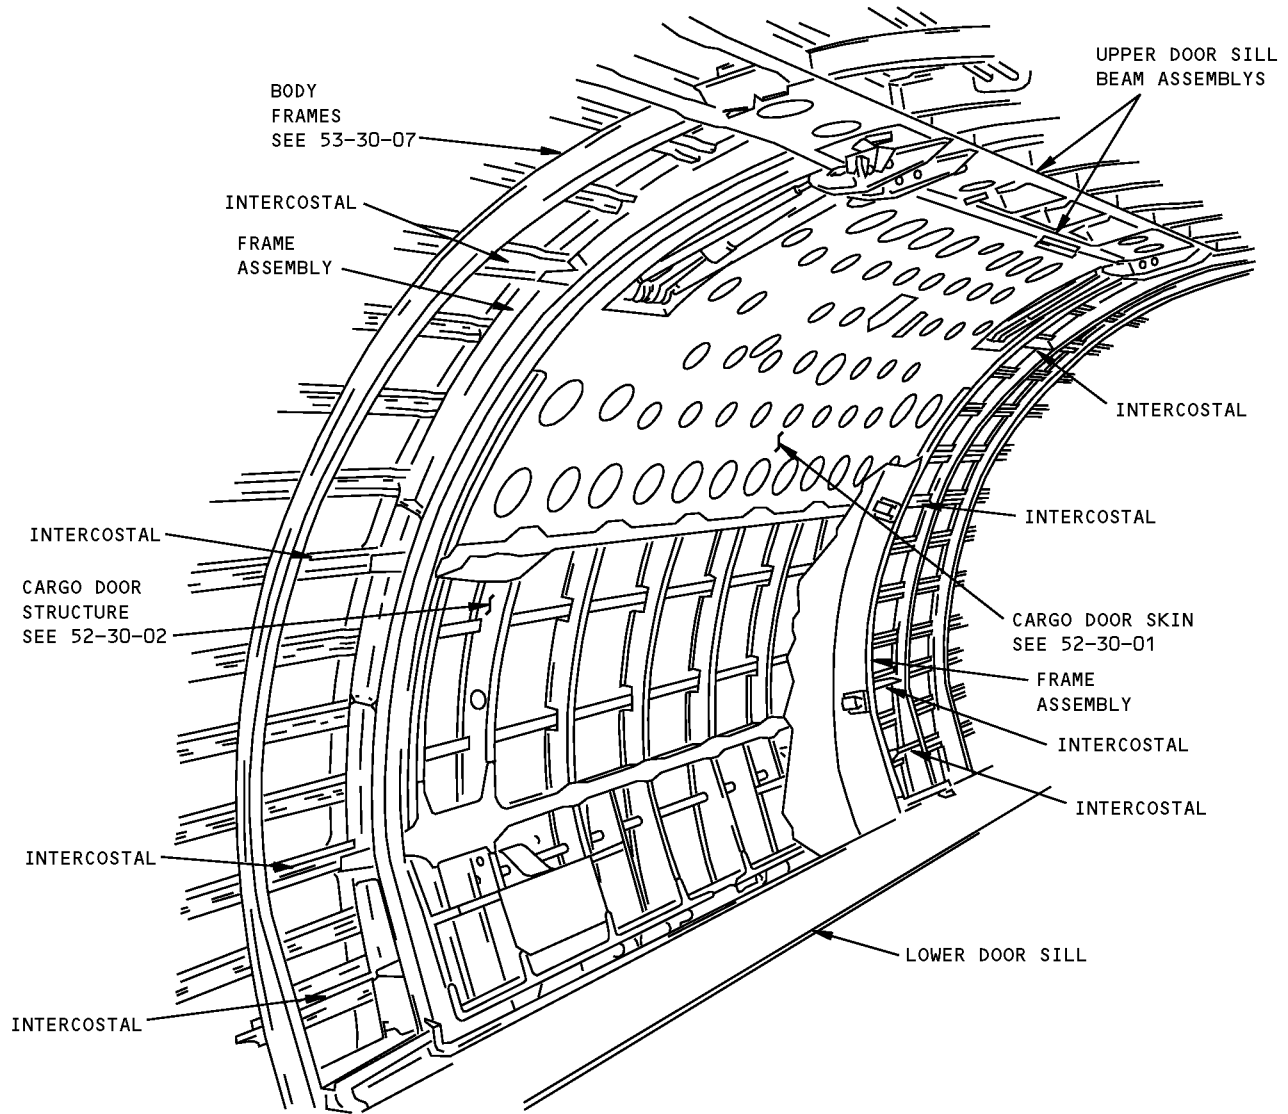 UPPER DOOR SILL
BEAM ASSEMBLYS
BODY
FRAMES
SEE 53-30-07
INTERCOSTAL
FRAME
ASSEMBLY
INTERCOSTAL
INTERCOSTAL
INTERCOSTAL
CARGO DOOR
STRUCTURE
SEE 52-30-02
CARGO DOOR SKIN
SEE 52-30-01
FRAME
ASSEMBLY
INTERCOSTAL
INTERCOSTAL
INTERCOSTAL
LOWER DOOR SILL
INTERCOSTAL